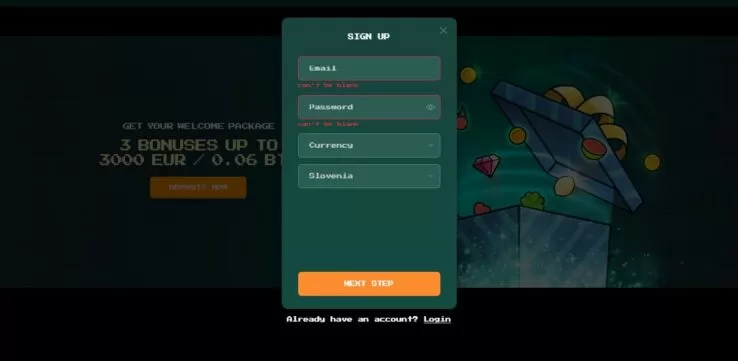 SIGN UP
Email
can't be blank
Password
can't be blank
Currency
Slovenia
NEXT STEP
Already have an account? Login
GET YOUR WELCOME PACKAGE
3 BONUSES UP TO
3000 EUR / 0.06 BT
DEPOSIT NOW